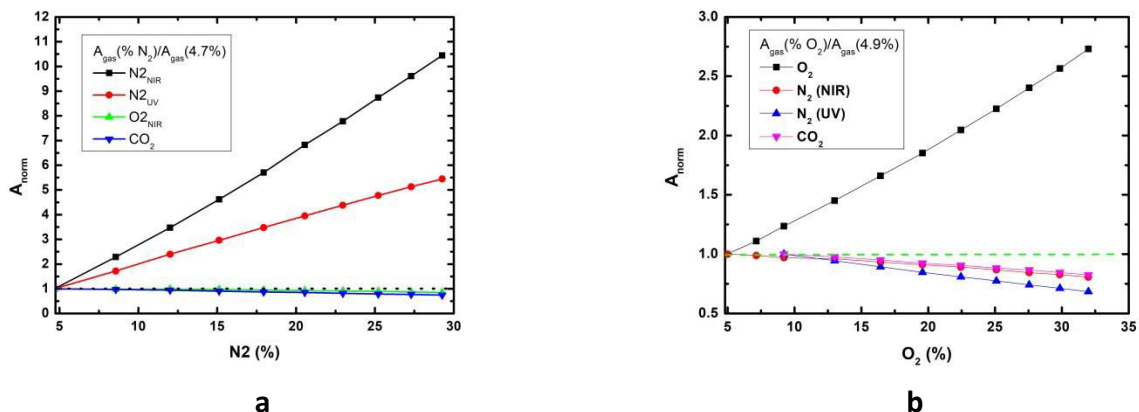 12
11
10
9
8
7
6
5
4
3
2
1
0
A_gas(% N_2)/A_gas(4.7%)
N2_NIR
N2_UV
O2_NIR
CO_2
A_norm
5 10 15 20 25 30
N2 (%)
a
3.0
2.5
2.0
1.5
1.0
0.5
A_gas(% O_2)/A_gas(4.9%)
O_2
N_2 (NIR)
N_2 (UV)
CO_2
A_norm
5 10 15 20 25 30 35
O_2 (%)
b